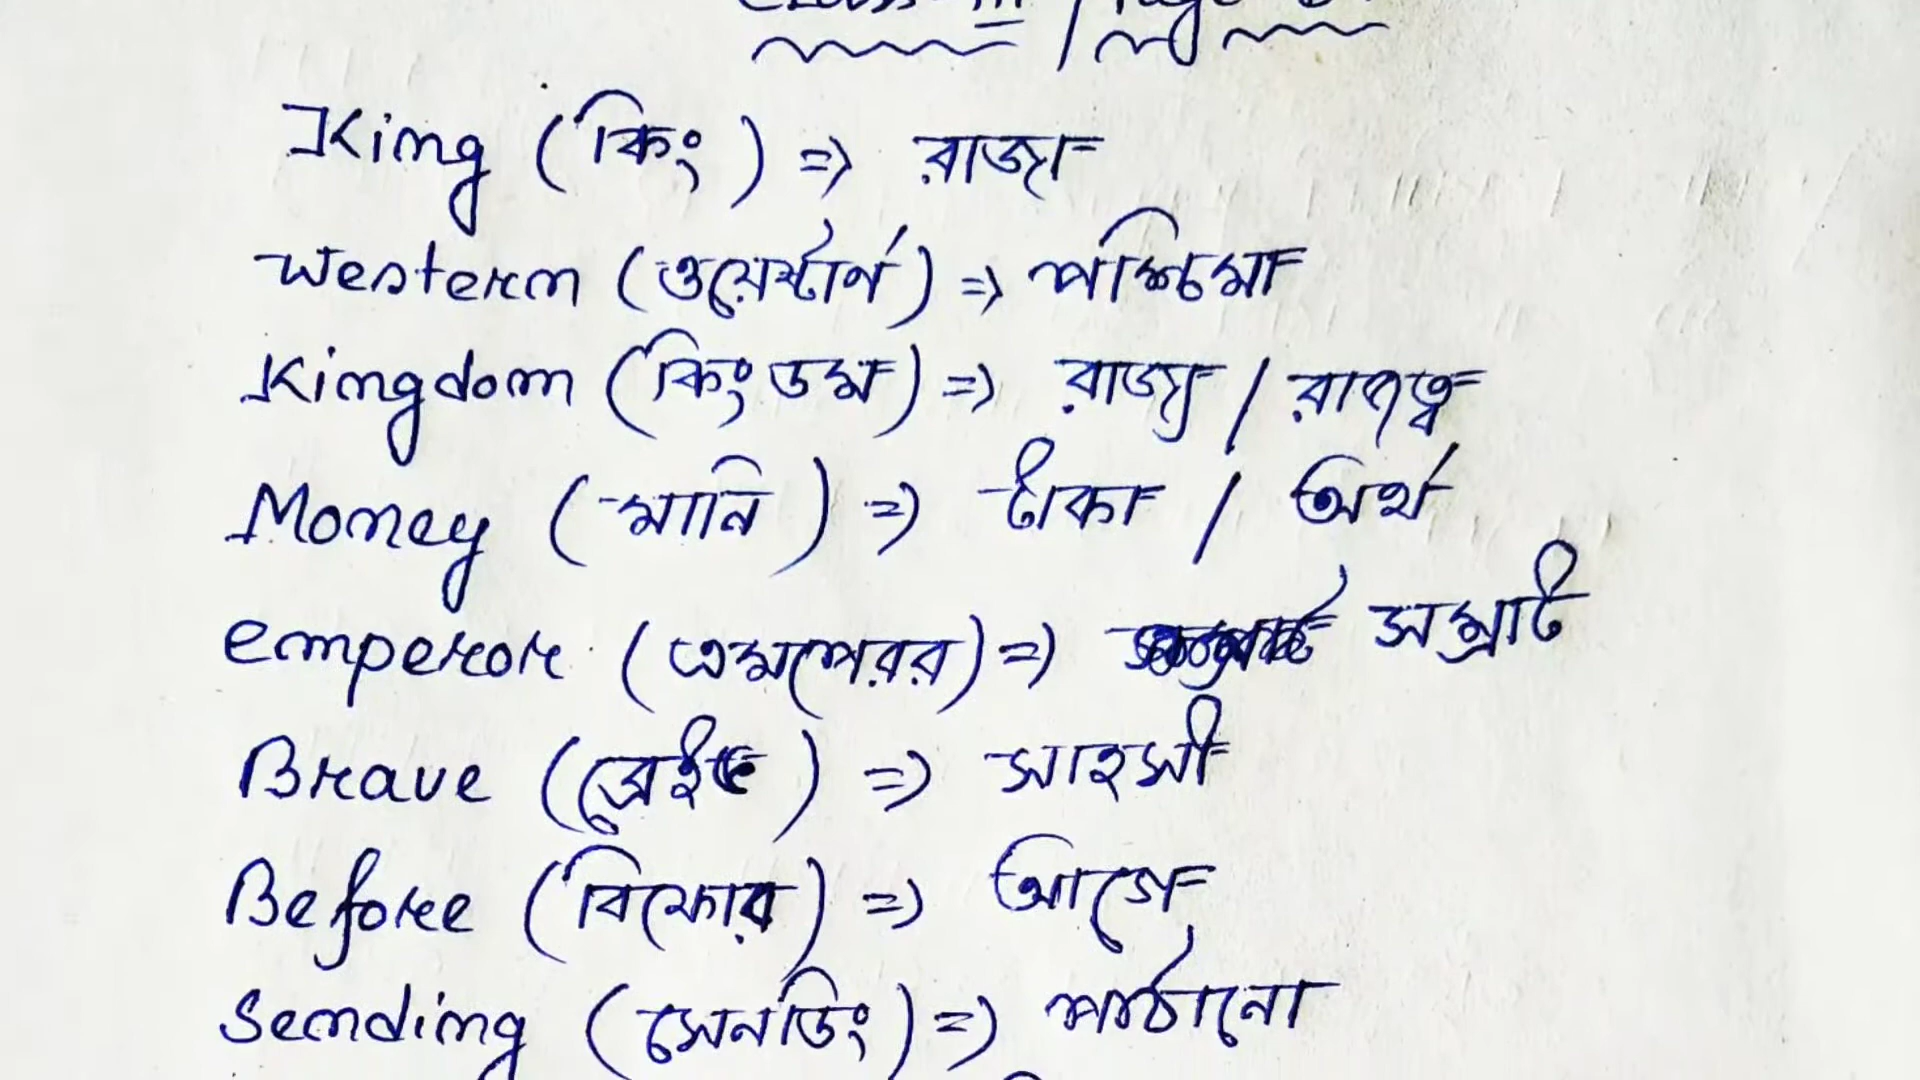 King (কিং) => রাজা
Western (ওয়েস্টার্ন) => পশ্চিমা
Kingdom (কিংডম) => রাজ্য / রাজত্ব
Money (মানি) => টাকা / অর্থ
emperor (এমপেরর) => সম্রাট
Brave (ব্রেইভ) => সাহসী
Before (বিফোর) => আগে
Sending (সেনডিং) => পাঠানো